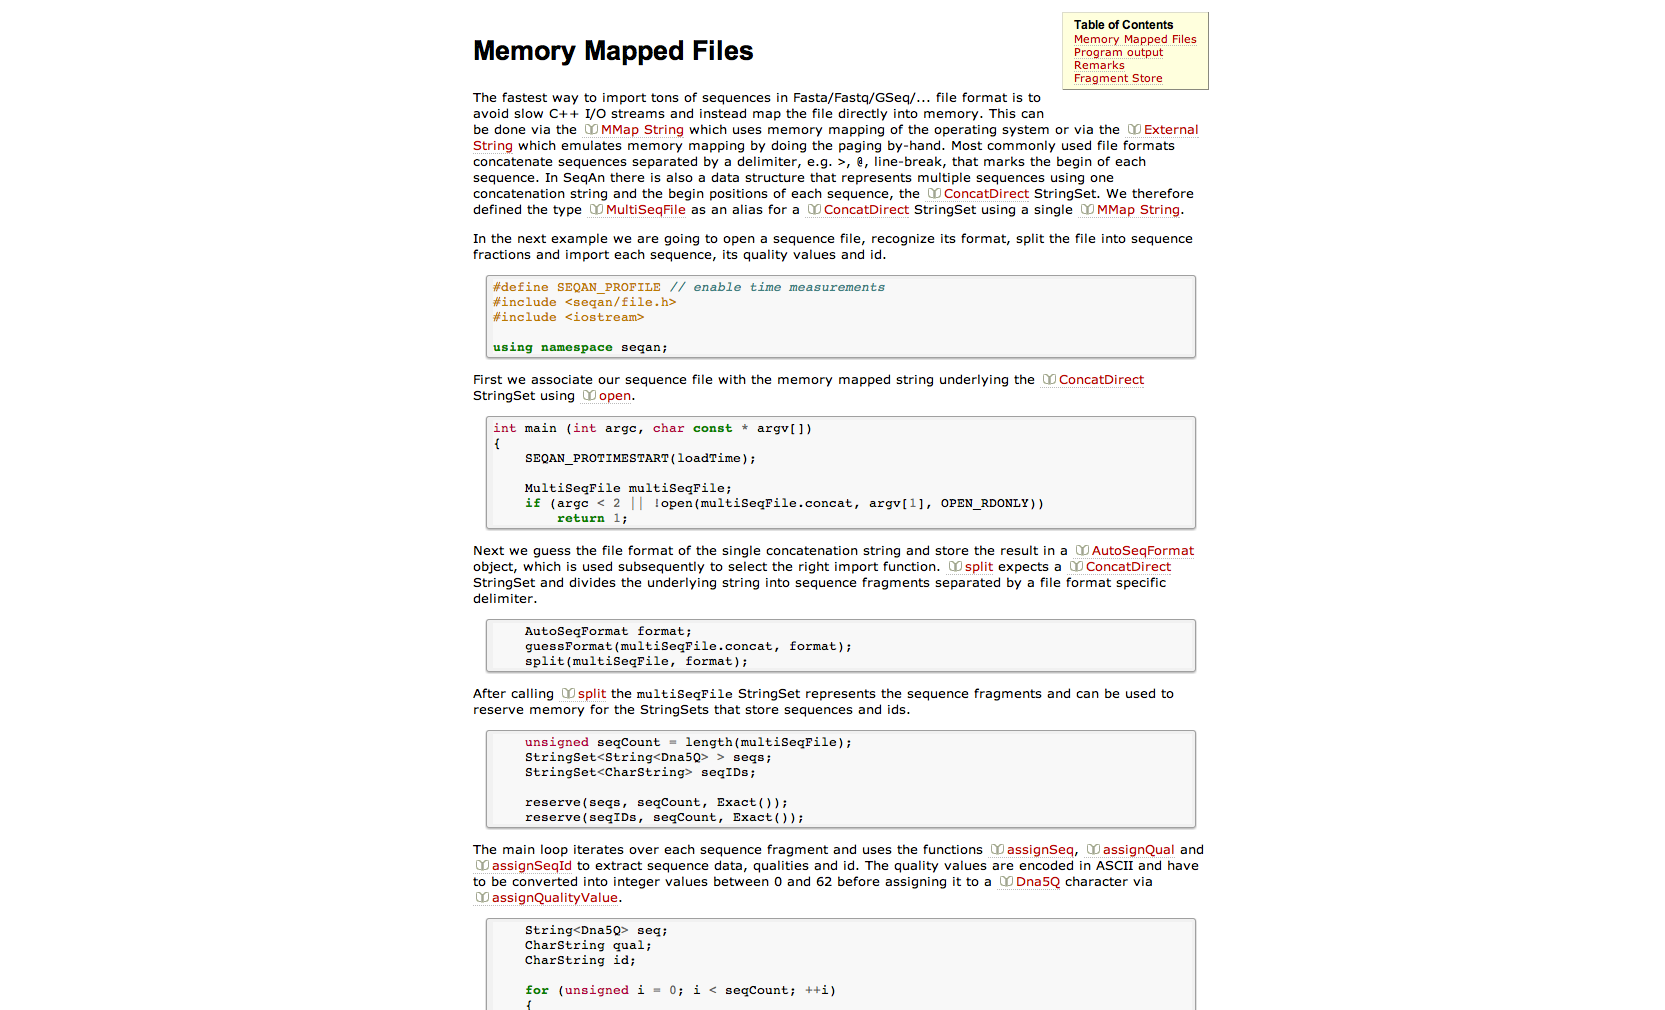 Table of Contents
Memory Mapped Files
Program output
Remarks
Fragment Store
Memory Mapped Files
The fastest way to import tons of sequences in Fasta/Fastq/GSeq/... file format is to
avoid slow C++ I/O streams and instead map the file directly into memory. This can
be done via the MMap String which uses memory mapping of the operating system or via the External
String which emulates memory mapping by doing the paging by-hand. Most commonly used file formats
concatenate sequences separated by a delimiter, e.g. >, @, line-break, that marks the begin of each
sequence. In SeqAn there is also a data structure that represents multiple sequences using one
concatenation string and the begin positions of each sequence, the ConcatDirect StringSet. We therefore
defined the type MultiSeqFile as an alias for a ConcatDirect StringSet using a single MMap String.
In the next example we are going to open a sequence file, recognize its format, split the file into sequence
fractions and import each sequence, its quality values and id.
#define SEQAN_PROFILE // enable time measurements
#include <seqan/file.h>
#include <iostream>
using namespace seqan;
First we associate our sequence file with the memory mapped string underlying the ConcatDirect
StringSet using open.
int main (int argc, char const * argv[])
{
SEQAN_PROTIMESTART(loadTime);
MultiSeqFile multiSeqFile;
if (argc < 2 || !open(multiSeqFile.concat, argv[1], OPEN_RDONLY))
return 1;
Next we guess the file format of the single concatenation string and store the result in a AutoSeqFormat
object, which is used subsequently to select the right import function. split expects a ConcatDirect
StringSet and divides the underlying string into sequence fragments separated by a file format specific
delimiter.
AutoSeqFormat format;
guessFormat(multiSeqFile.concat, format);
split(multiSeqFile, format);
After calling split the multiSeqFile StringSet represents the sequence fragments and can be used to
reserve memory for the StringSets that store sequences and ids.
unsigned seqCount = length(multiSeqFile);
StringSet<String<Dna5Q> > seqs;
StringSet<CharString> seqIDs;
reserve(seqs, seqCount, Exact());
reserve(seqIDs, seqCount, Exact());
The main loop iterates over each sequence fragment and uses the functions assignSeq, assignQual and
assignSeqId to extract sequence data, qualities and id. The quality values are encoded in ASCII and have
to be converted into integer values between 0 and 62 before assigning it to a Dna5Q character via
assignQualityValue.
String<Dna5Q> seq;
CharString qual;
CharString id;
for (unsigned i = 0; i < seqCount; ++i)
{